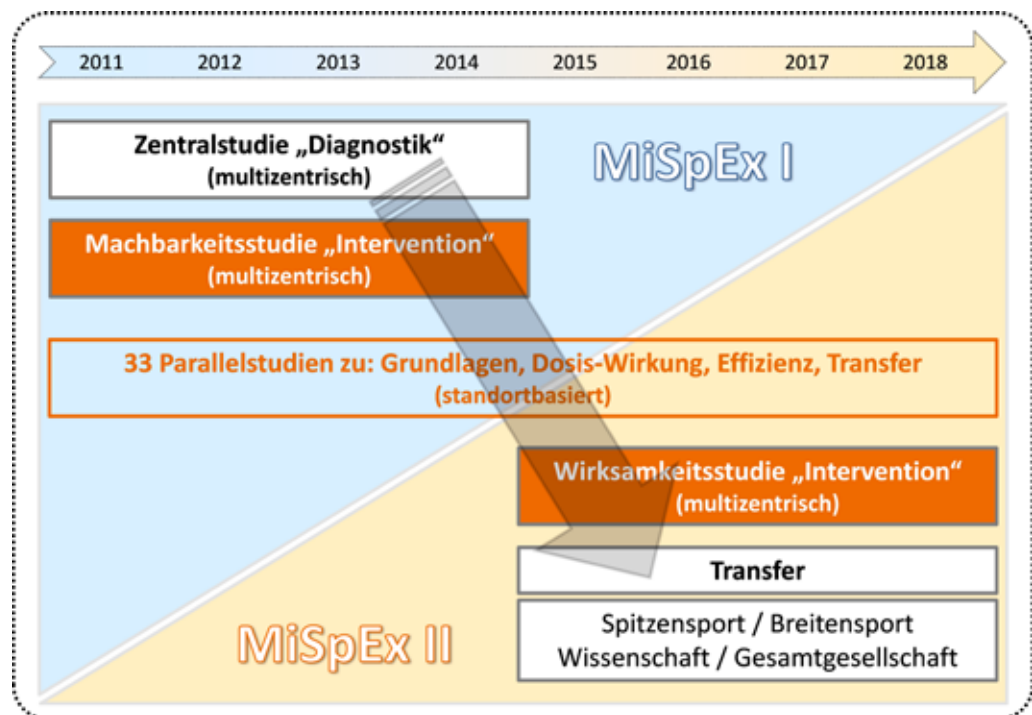 2011 2012 2013 2014 2015 2016 2017 2018
Zentralstudie „Diagnostik“
(multizentrisch)
MiSpEx I
Machbarkeitsstudie „Intervention“
(multizentrisch)
33 Parallelstudien zu: Grundlagen, Dosis-Wirkung, Effizienz, Transfer
(standortbasiert)
Wirksamkeitsstudie „Intervention“
(multizentrisch)
Transfer
MiSpEx II
Spitzensport / Breitensport
Wissenschaft / Gesamtgesellschaft